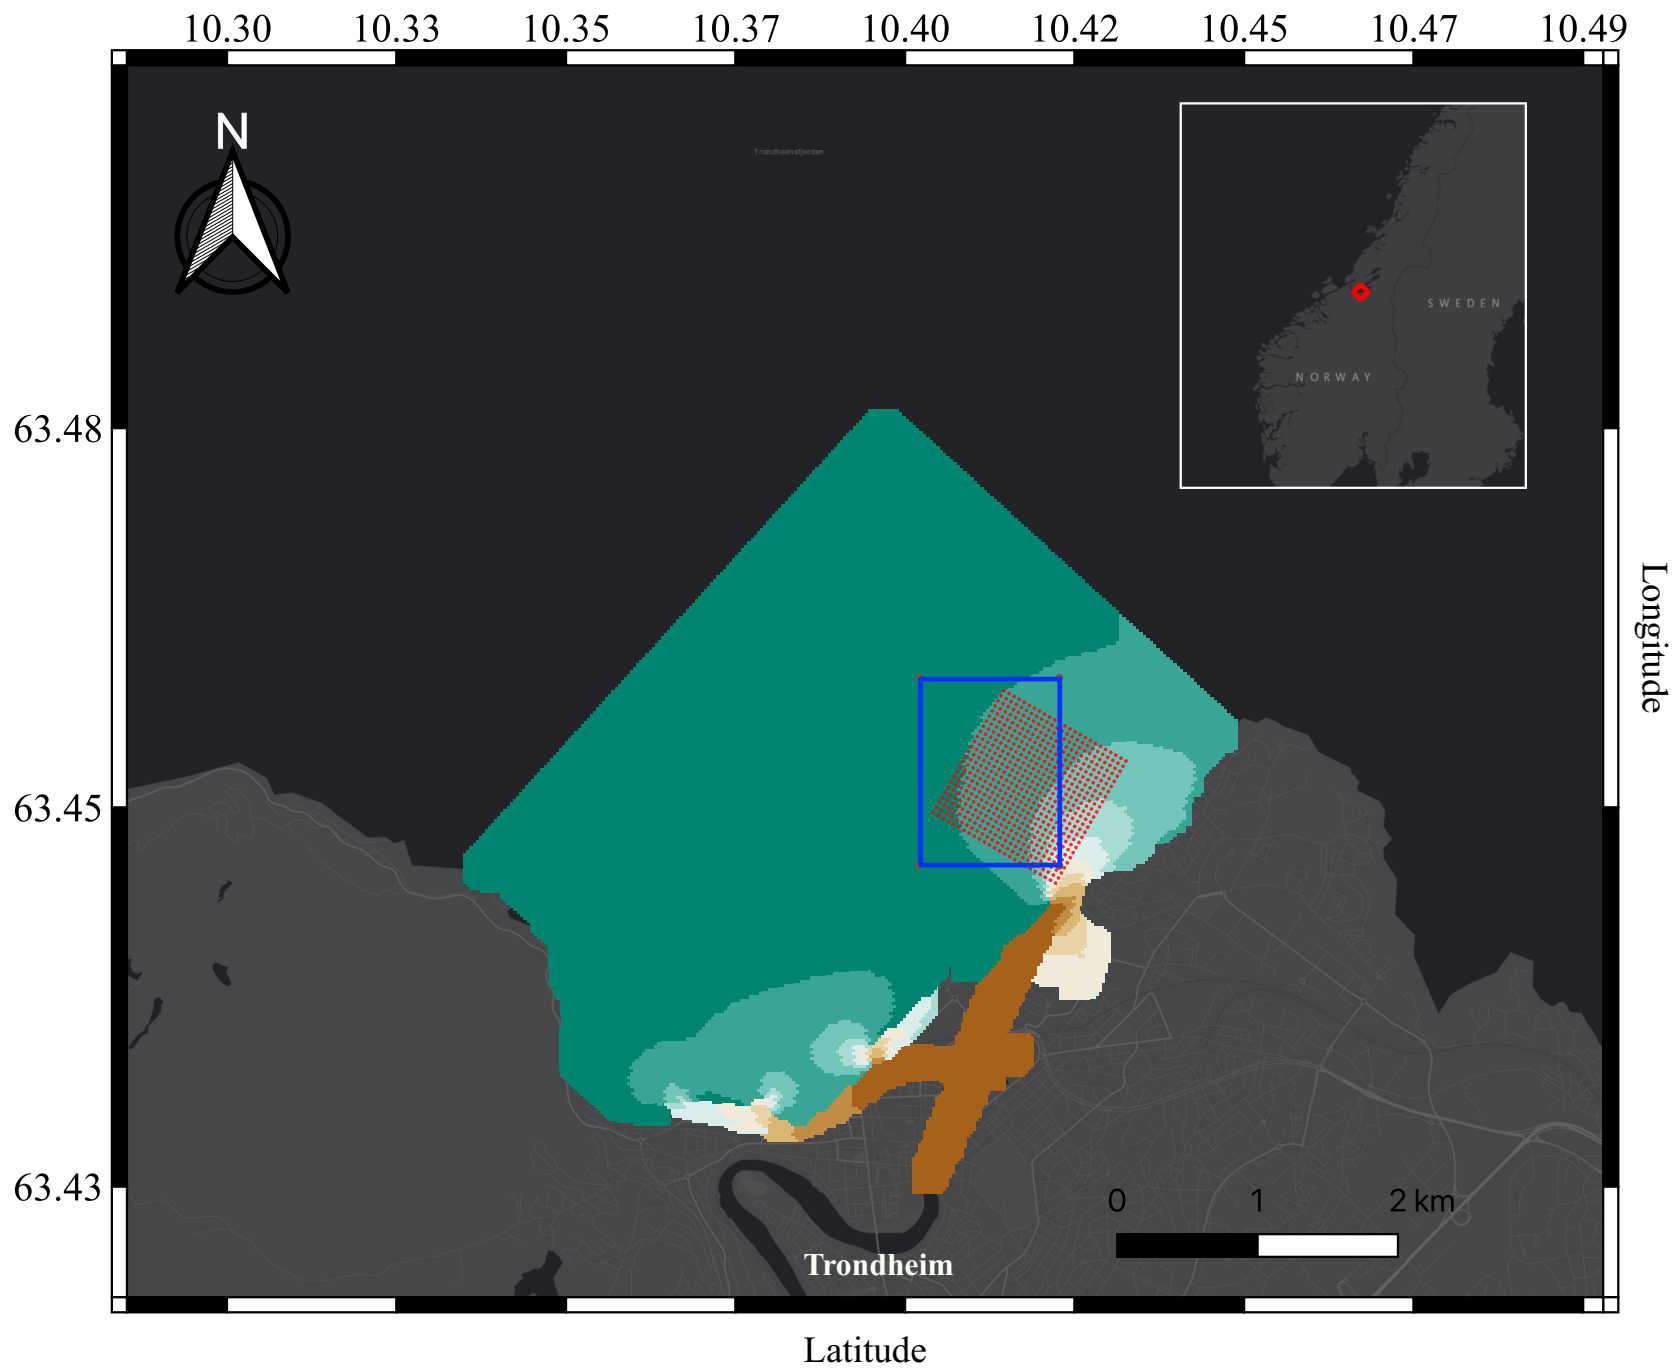 10.30 10.33 10.35 10.37 10.40 10.42 10.45 10.47 10.49
N
Trondheimsfjorden
SWEDEN
NORWAY
63.48
Longitude
63.45
63.43
0 1 2 km
Trondheim
Latitude